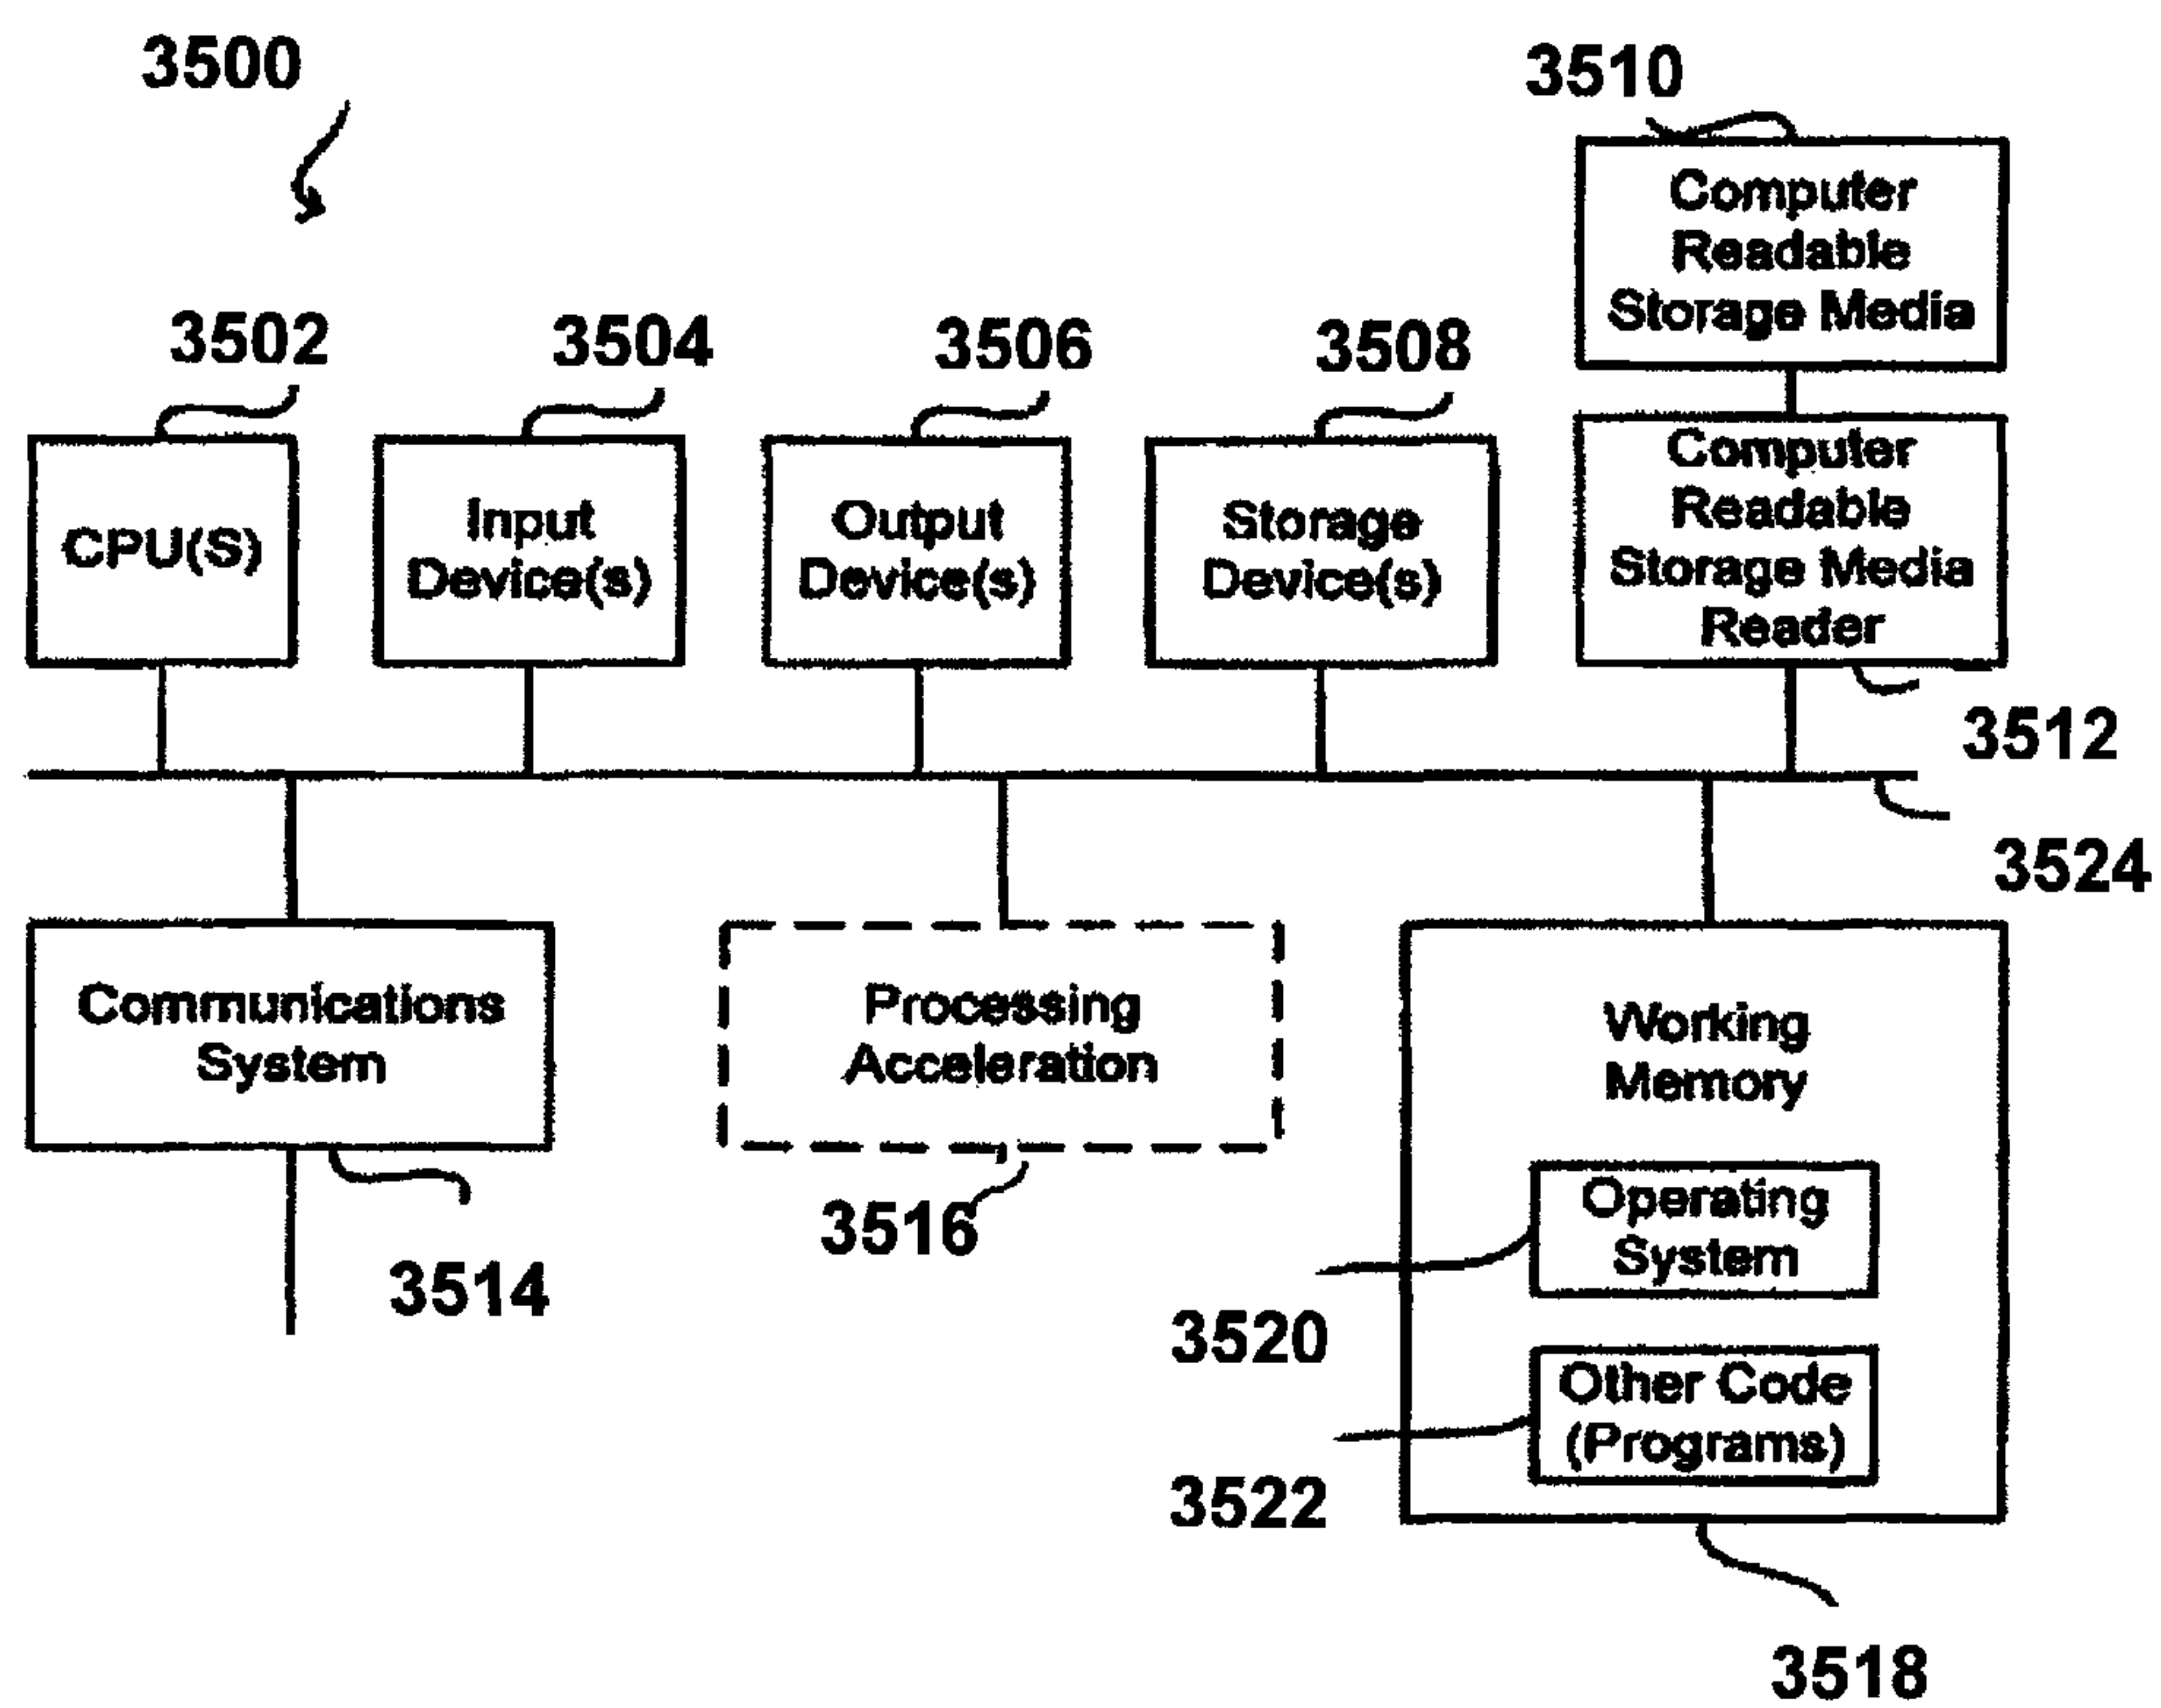 3500
3510
Computer
Readable
Storage Media
3502
3504
3506
3508
CPU(S)
Input
Device(s)
Output
Device(s)
Storage
Device(s)
Computer
Readable
Storage Media
Reader
3512
3524
Communications
System
Processing
Acceleration
Working
Memory
3514
3516
Operating
System
3520
Other Code
(Programs)
3522
3518